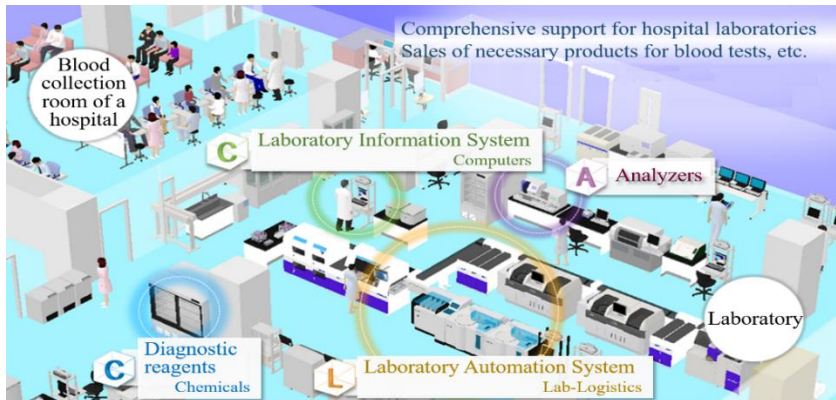 Comprehensive support for hospital laboratories
Sales of necessary products for blood tests, etc.
Blood
collection
room of a
hospital
C Laboratory Information System
Computers
A Analyzers
Laboratory
C Diagnostic
reagents
Chemicals
L Laboratory Automation System
Lab-Logistics